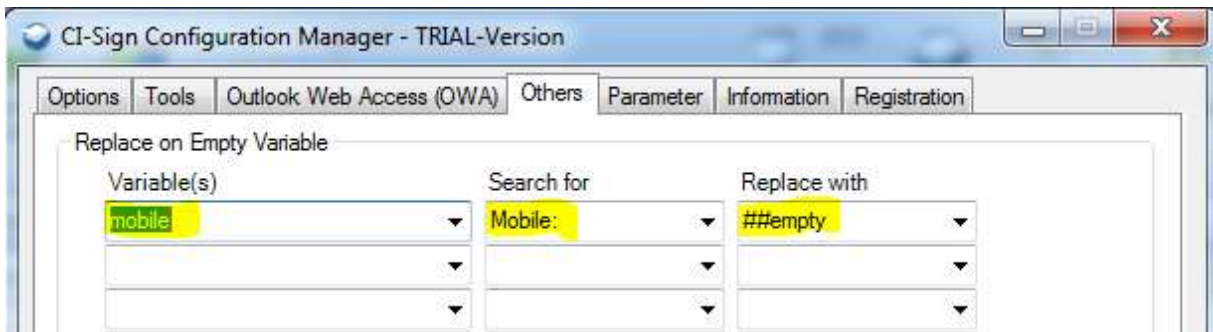 CI-Sign Configuration Manager - TRIAL-Version
Options Tools Outlook Web Access (OWA) Others Parameter Information Registration
Replace on Empty Variable
Variable(s) Search for Replace with
mobile Mobile: ##empty